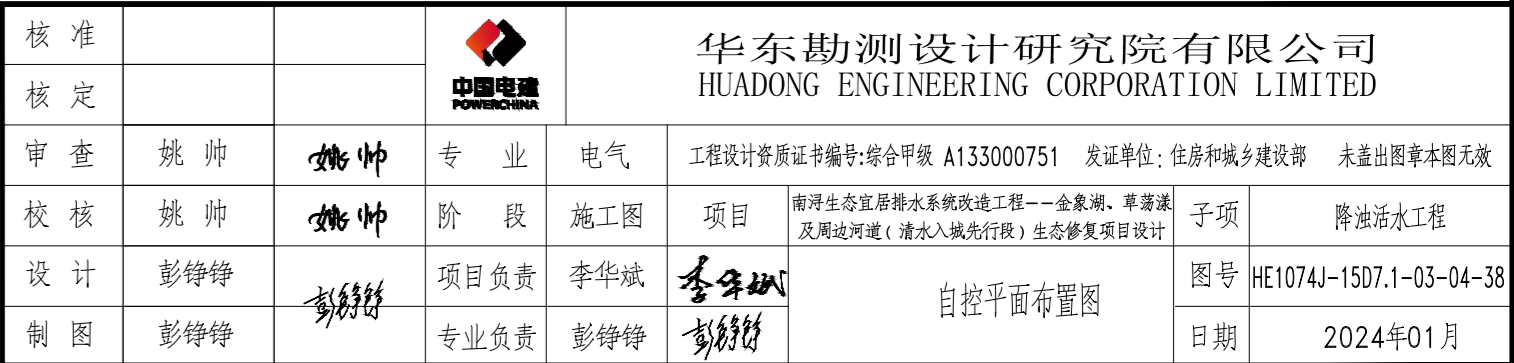 核 准
中国电建
POWERCHINA
华东勘测设计研究院有限公司
HUADONG ENGINEERING CORPORATION LIMITED
核 定
审 查 姚 帅 姚帅 专 业 电气 工程设计资质证书编号:综合甲级 A133000751 发证单位: 住房和城乡建设部 未盖出图章本图无效
校 核 姚 帅 姚帅 阶 段 施工图 项目 南浔生态宜居排水系统改造工程——金象湖、草荡漾
及周边河道(清水入城先行段)生态修复项目设计 子项 降浊活水工程
设 计 彭铮铮 彭铮铮 项目负责 李华斌 李华斌 自控平面布置图 图号 HE1074J-15D7.1-03-04-38
制 图 彭铮铮 专业负责 彭铮铮 彭铮铮 日期 2024年01月